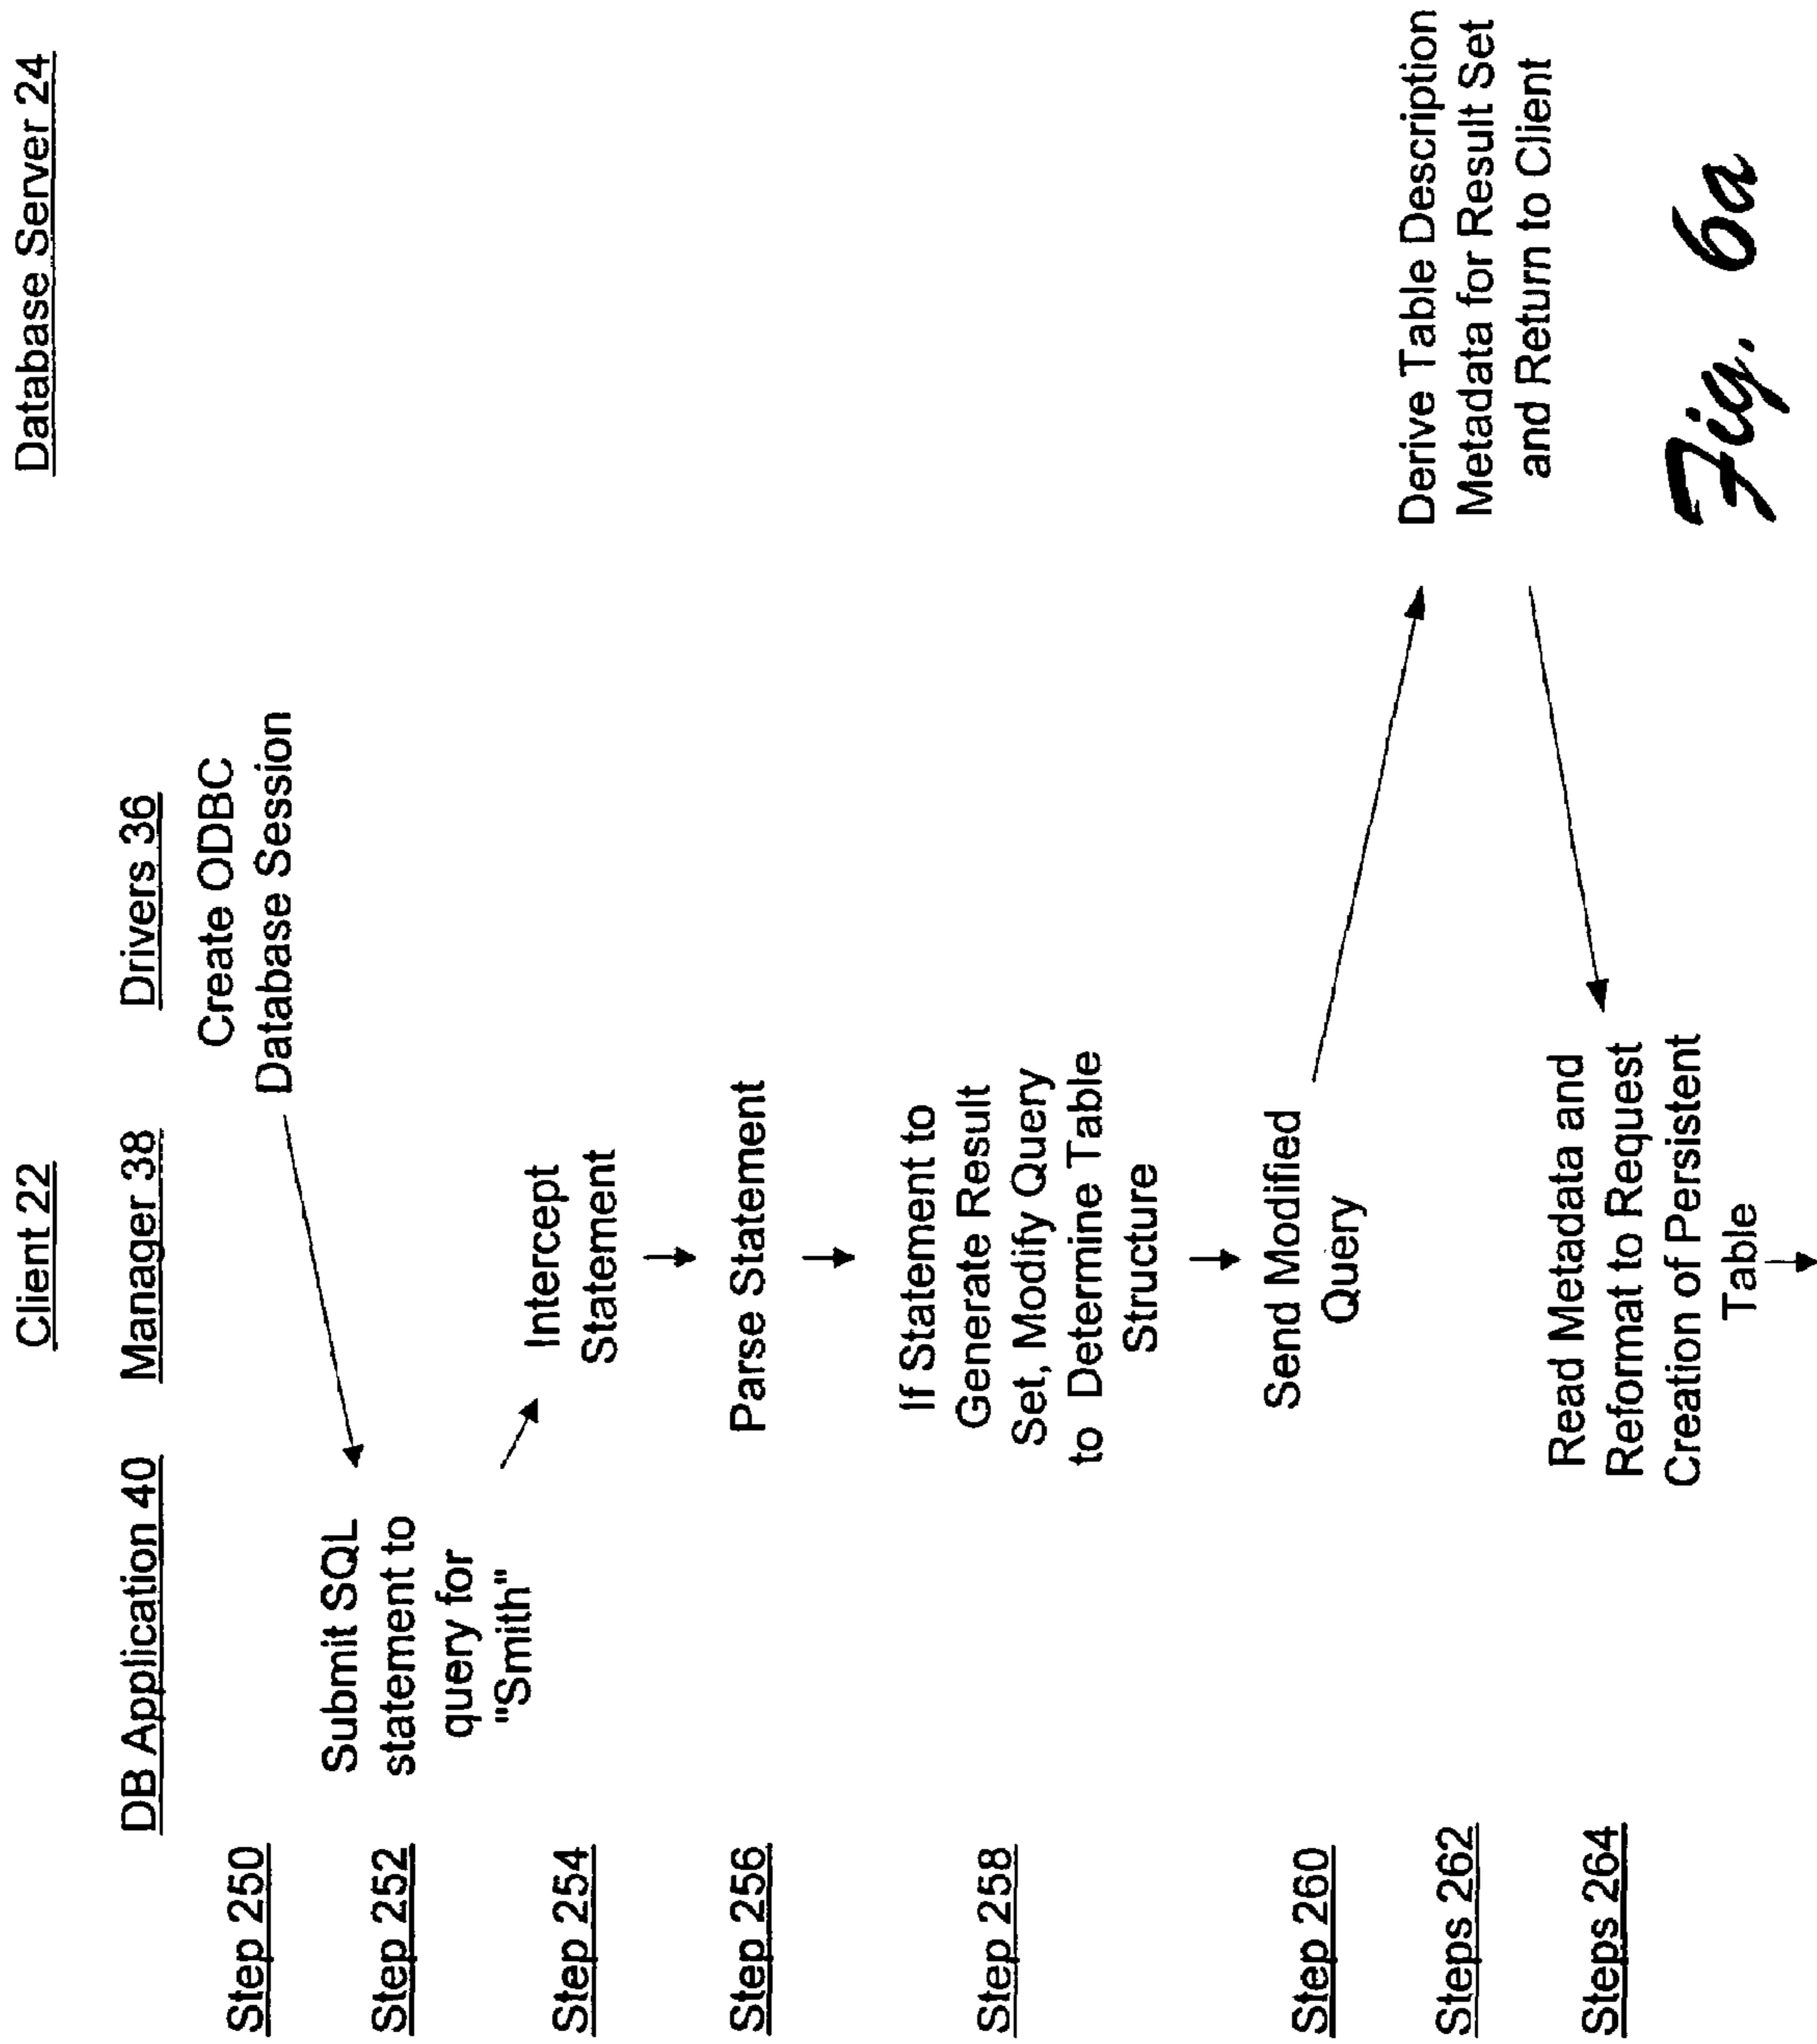 Client 22
Database Server 24
DB Application 40
Manager 38
Drivers 36
Step 250
Create ODBC
Database Session
Step 252
Submit SQL
statement to
query for
"Smith"
Step 254
Intercept
Statement
Step 256
Parse Statement
Step 258
If Statement to
Generate Result
Set, Modify Query
to Determine Table
Structure
Step 260
Send Modified
Query
Steps 262
Derive Table Description
Metadata for Result Set
and Return to Client
Steps 264
Read Metadata and
Reformat to Request
Creation of Persistent
Table
Fig. 6a